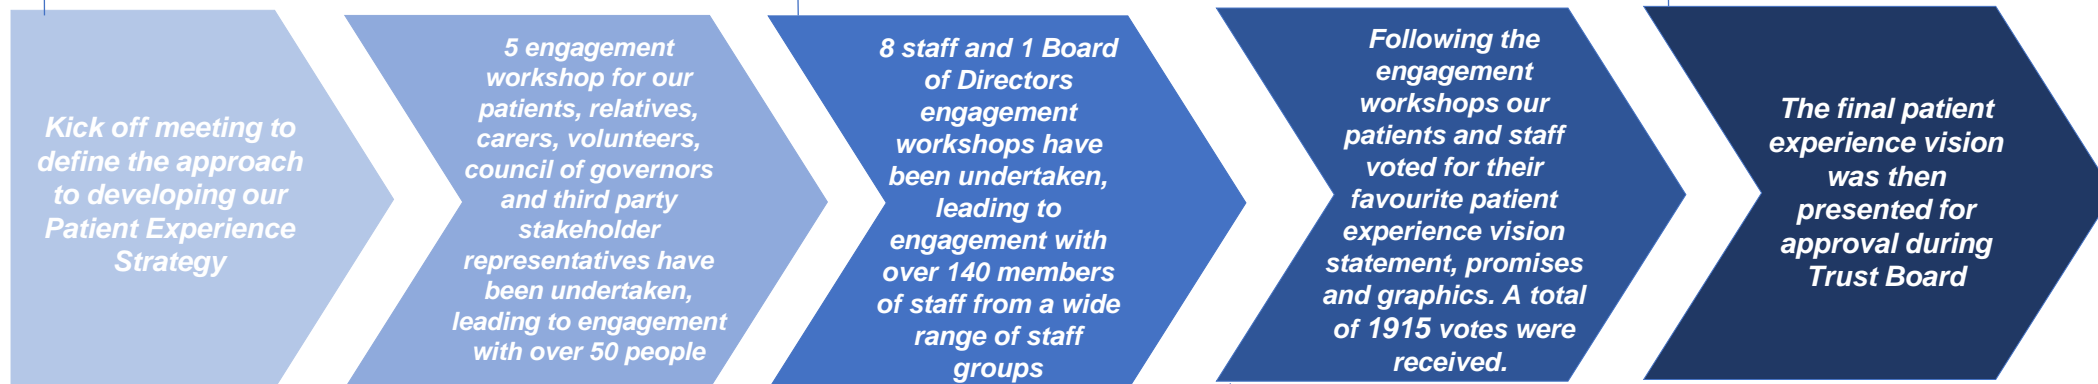 Kick off meeting to
define the approach
to developing our
Patient Experience
Strategy
5 engagement
workshop for our
patients, relatives,
carers, volunteers,
council of governors
and third party
stakeholder
representatives have
been undertaken,
leading to engagement
with over 50 people
8 staff and 1 Board
of Directors
engagement
workshops have
been undertaken,
leading to
engagement with
over 140 members
of staff from a wide
range of staff
groups
Following the
engagement
workshops our
patients and staff
voted for their
favourite patient
experience vision
statement, promises
and graphics. A total
of 1915 votes were
received.
The final patient
experience vision
was then
presented for
approval during
Trust Board